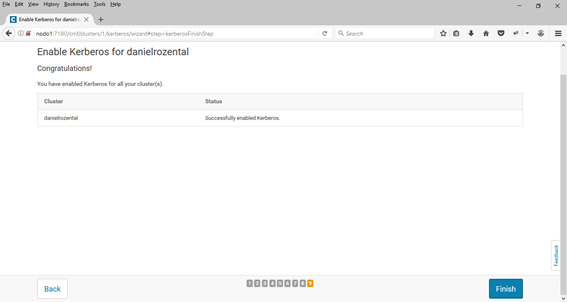 File Edit View History Bookmarks Tools Help
Enable Kerberos for danielro
nodo1:7180/cmf/clusters/1/kerberos/wizard#step=kerberosFinishStep
Search
Enable Kerberos for danielrozental
Congratulations!
You have enabled Kerberos for all your cluster(s).
Cluster Status
danielrozental Successfully enabled Kerberos.
Feedback
Back 1 2 3 4 5 6 7 8 9 Finish